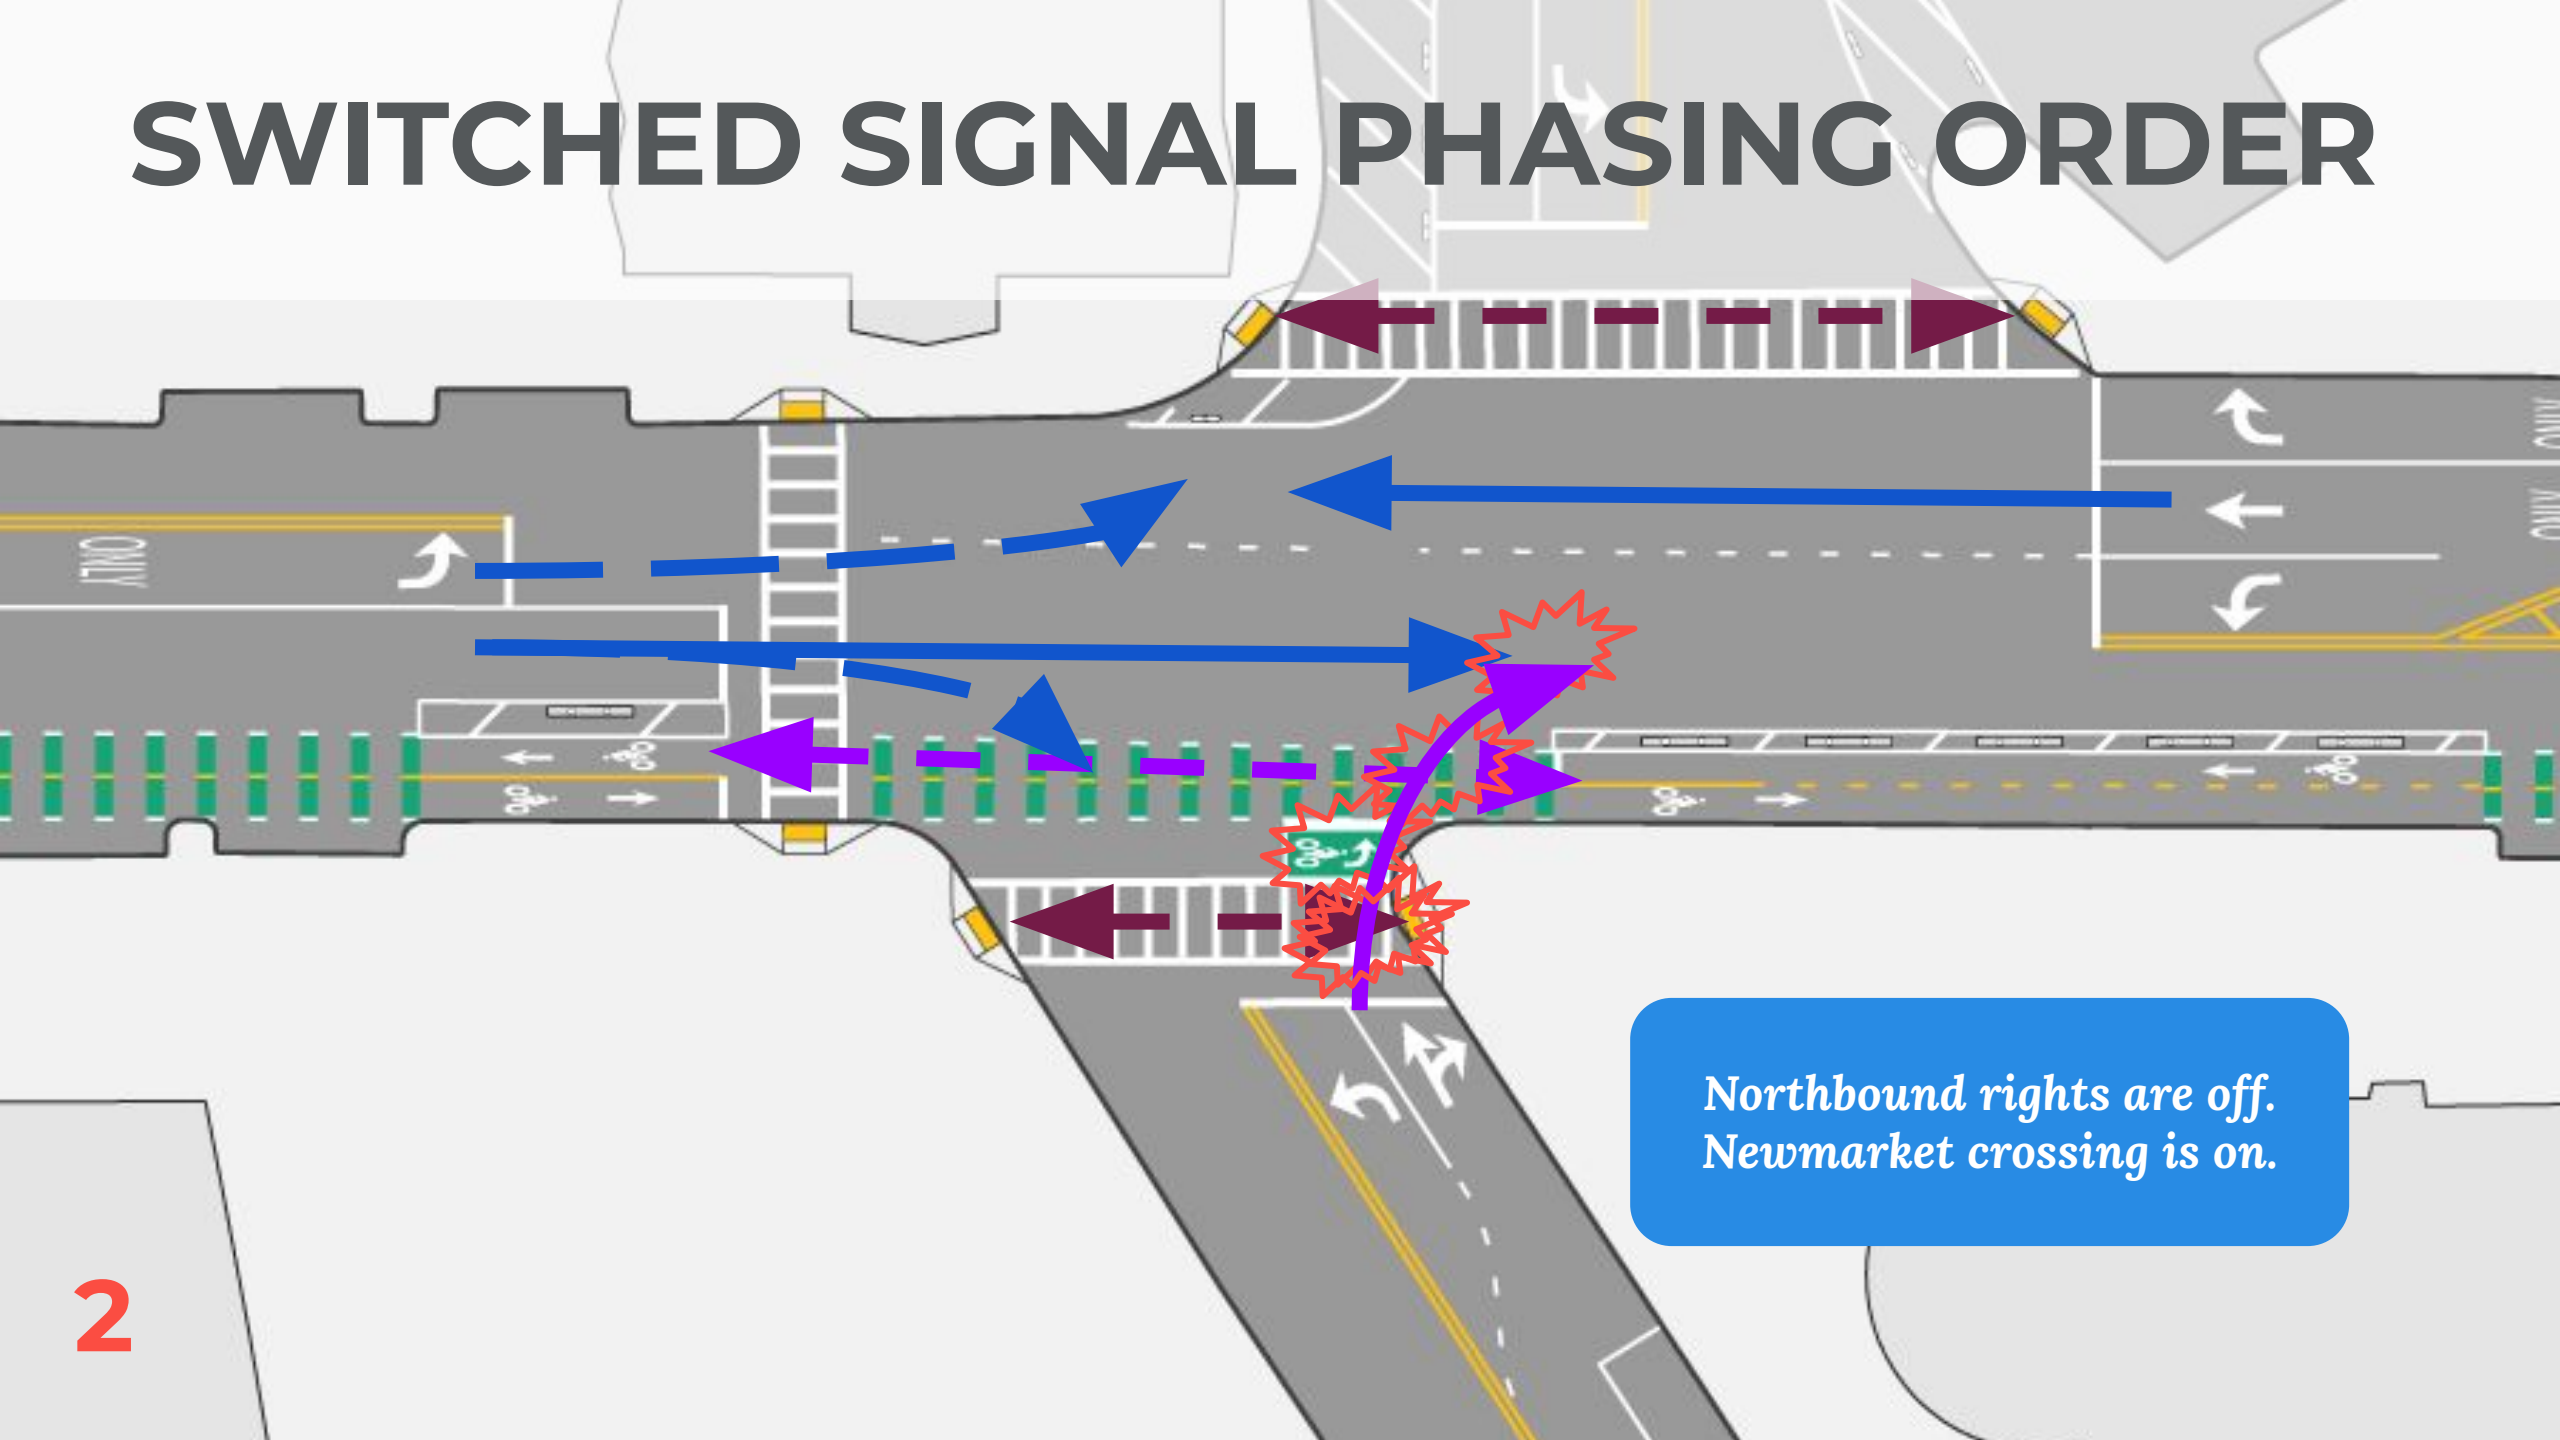 SWITCHED SIGNAL PHASING ORDER
ONLY
ONLY
ONLY
Northbound rights are off.
Newmarket crossing is on.
2